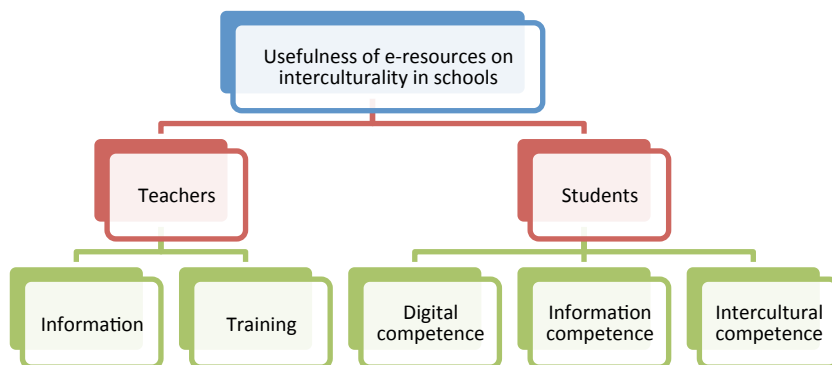 Usefulness of e-resources on
interculturality in schools
Teachers
Students
Information
Training
Digital
competence
Information
competence
Intercultural
competence